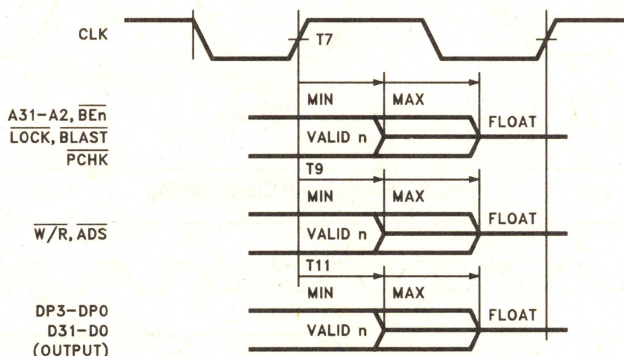 CLK
T7
MIN MAX
A31-A2, BEn
LOCK, BLAST
PCHK
VALID n
FLOAT
T9
MIN MAX
W/R, ADS
VALID n
FLOAT
T11
MIN MAX
DP3-DP0
D31-D0
(OUTPUT)
VALID n
FLOAT